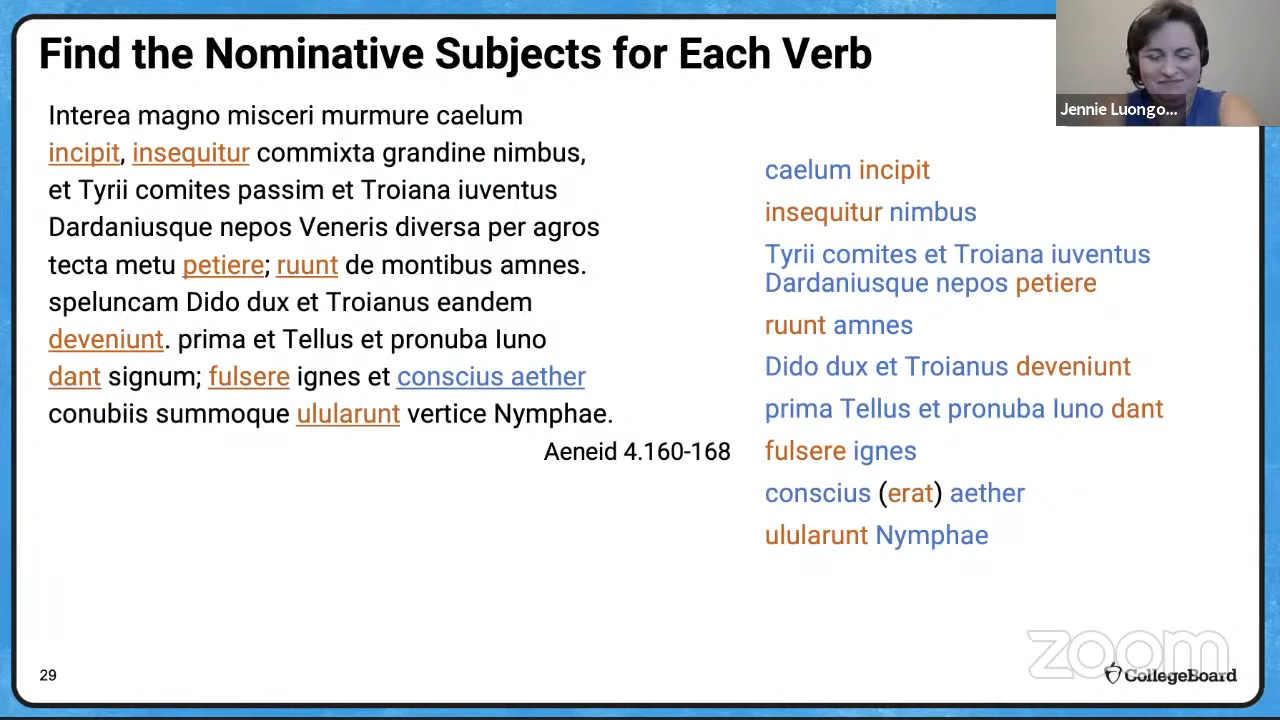 Find the Nominative Subjects for Each Verb
Jennie Luongo...
Interea magno misceri murmure caelum
incipit, insequitur commixta grandine nimbus,
et Tyrii comites passim et Troiana iuventus
Dardaniusque nepos Veneris diversa per agros
tecta metu petiere; ruunt de montibus amnes.
speluncam Dido dux et Troianus eandem
deveniunt. prima et Tellus et pronuba Iuno
dant signum; fulsere ignes et conscius aether
conubiis summoque ulularunt vertice Nymphae.
Aeneid 4.160-168
caelum incipit
insequitur nimbus
Tyrii comites et Troiana iuventus
Dardaniusque nepos petiere
ruunt amnes
Dido dux et Troianus deveniunt
prima Tellus et pronuba Iuno dant
fulsere ignes
conscius (erat) aether
ulularunt Nymphae
zoom
29
CollegeBoard